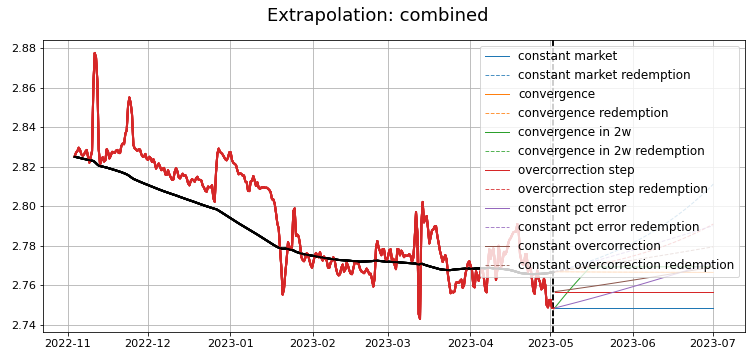 Extrapolation: combined
2.88
2.86
2.84
2.82
2.80
2.78
2.76
2.74
constant market
constant market redemption
convergence
convergence redemption
convergence in 2w
convergence in 2w redemption
overcorrection step
overcorrection step redemption
constant pct error
constant pct error redemption
constant overcorrection
constant overcorrection redemption
2022-11 2022-12 2023-01 2023-02 2023-03 2023-04 2023-05 2023-06 2023-07